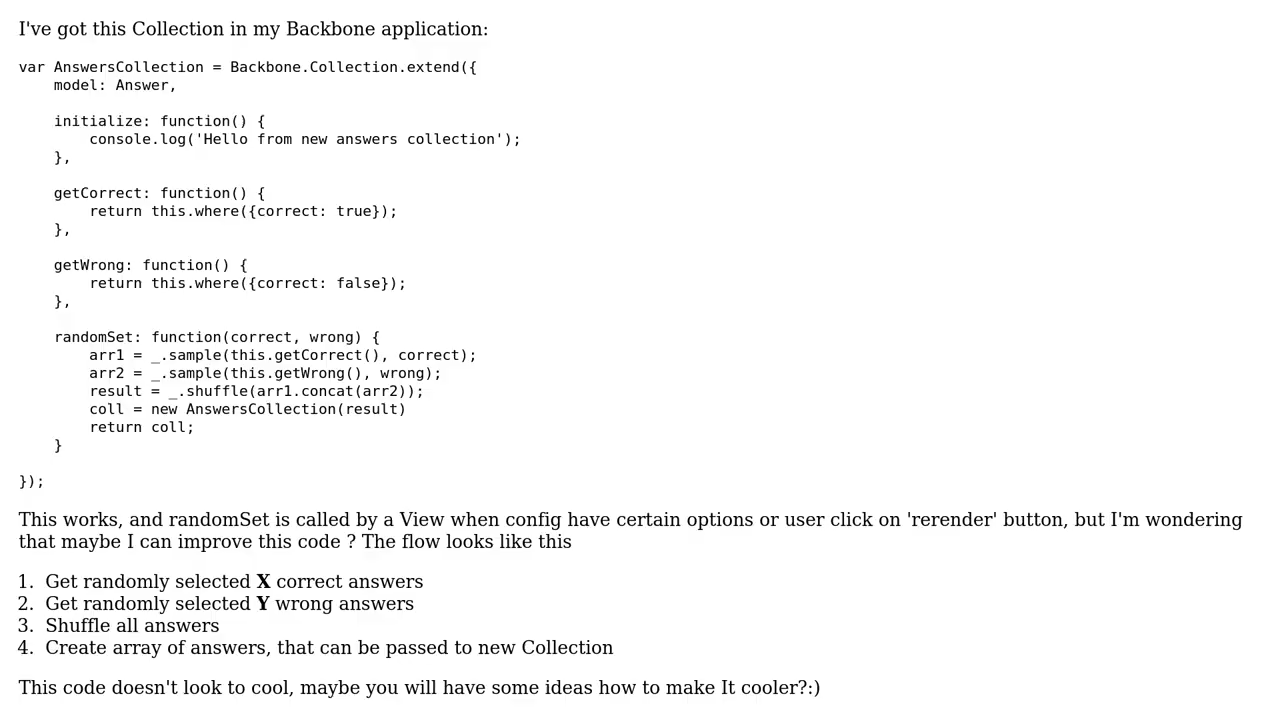 I've got this Collection in my Backbone application:
var AnswersCollection = Backbone.Collection.extend({
    model: Answer,

    initialize: function() {
        console.log('Hello from new answers collection');
    },

    getCorrect: function() {
        return this.where({correct: true});
    },

    getWrong: function() {
        return this.where({correct: false});
    },

    randomSet: function(correct, wrong) {
        arr1 = _.sample(this.getCorrect(), correct);
        arr2 = _.sample(this.getWrong(), wrong);
        result = _.shuffle(arr1.concat(arr2));
        coll = new AnswersCollection(result)
        return coll;
    }

});
This works, and randomSet is called by a View when config have certain options or user click on 'rerender' button, but I'm wondering
that maybe I can improve this code ? The flow looks like this
1. Get randomly selected X correct answers
2. Get randomly selected Y wrong answers
3. Shuffle all answers
4. Create array of answers, that can be passed to new Collection
This code doesn't look to cool, maybe you will have some ideas how to make It cooler?:)